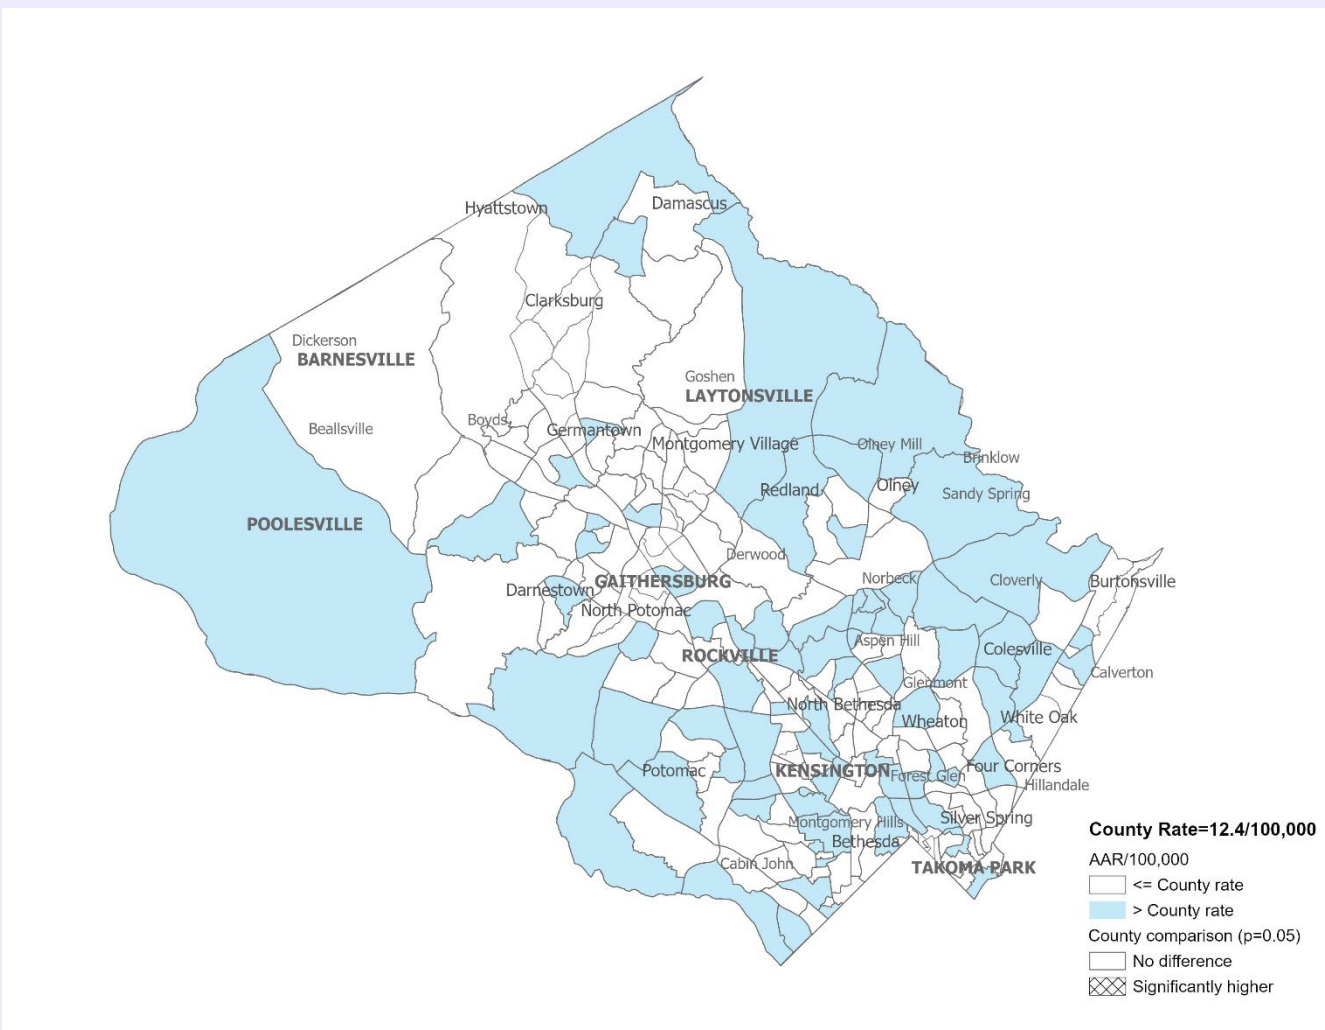 Damascus
Hyattstown
Clarksburg
Dickerson
BARNESVILLE
Goshen
LAYTONSVILLE
Beallsville
Boyds
Germantown
Montgomery Village
Olney Mill
Brinklow
Redland
Olney
Sandy Spring
POOLESVILLE
Derwood
Darnestown
GAITHERSBURG
Norbeck
Cloverly
Burtonsville
North Potomac
Aspen Hill
ROCKVILLE
Colesville
Calverton
Glenmont
North Bethesda
Wheaton
White Oak
Potomac
KENSINGTON
Forest Glen
Four Corners
Hillandale
Montgomery Hills
Silver Spring
Bethesda
Cabin John
TAKOMA PARK
County Rate=12.4/100,000
AAR/100,000
<= County rate
> County rate
County comparison (p=0.05)
No difference
Significantly higher